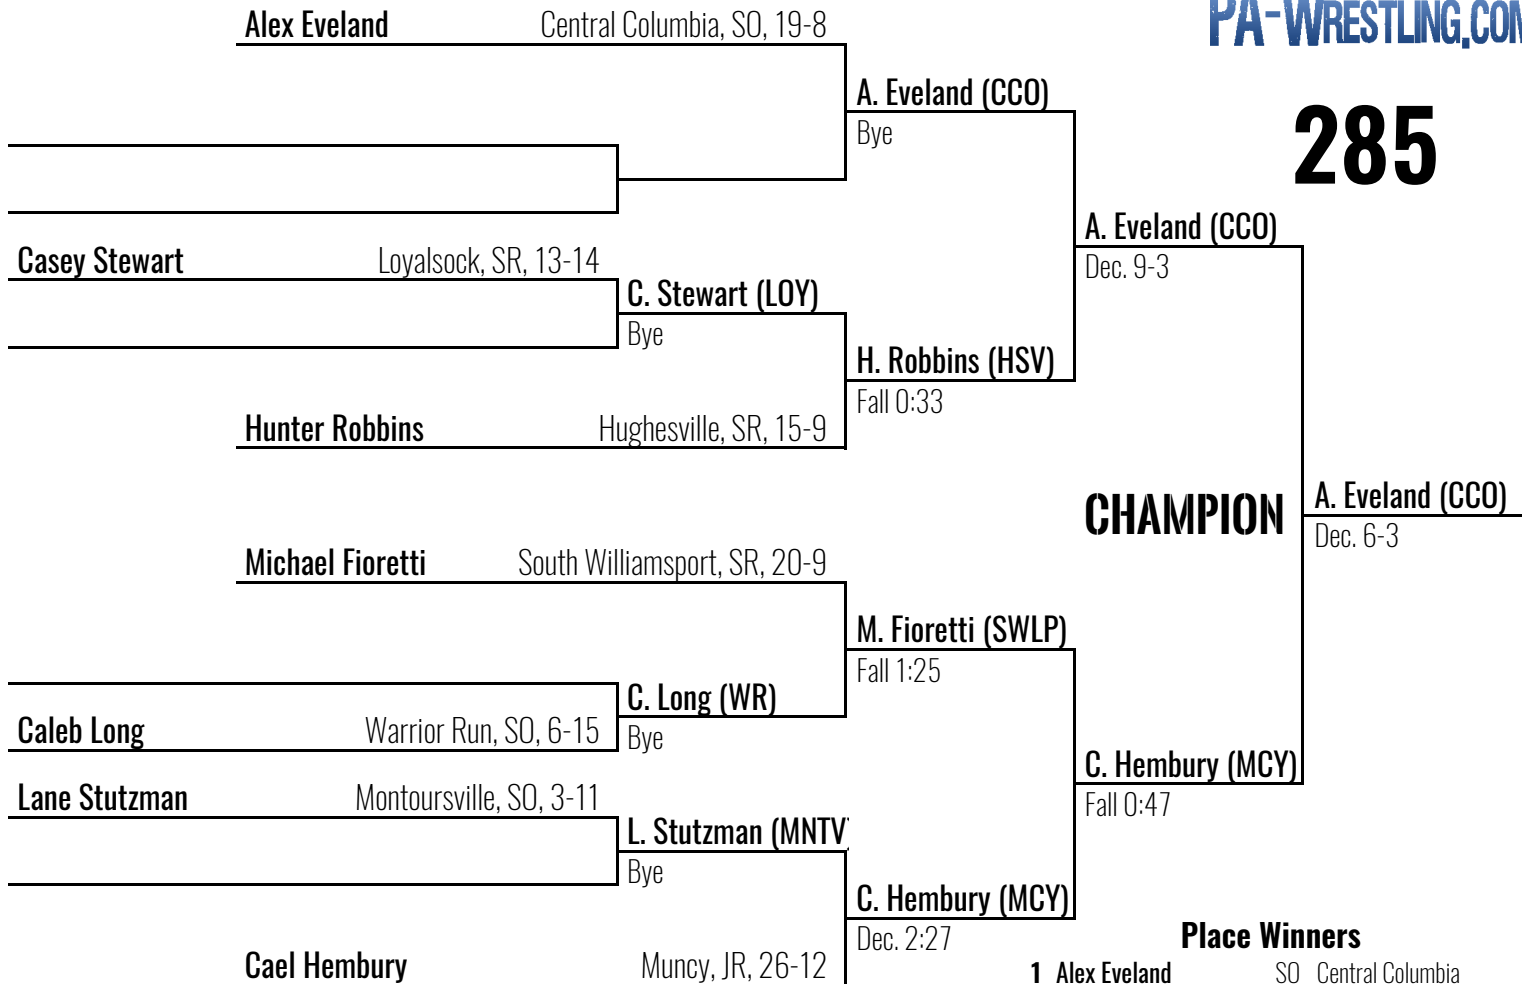 Alex Eveland Central Columbia, SO, 19-8
PA-WRESTLING.COM
A. Eveland (CCO)
Bye
285
A. Eveland (CCO)
Dec. 9-3
Casey Stewart Loyalsock, SR, 13-14
C. Stewart (LOY)
Bye
H. Robbins (HSV)
Fall 0:33
Hunter Robbins Hughesville, SR, 15-9
CHAMPION
A. Eveland (CCO)
Dec. 6-3
Michael Fioretti South Williamsport, SR, 20-9
M. Fioretti (SWLP)
Fall 1:25
C. Long (WR)
Bye
Caleb Long Warrior Run, SO, 6-15
C. Hembury (MCY)
Fall 0:47
Lane Stutzman Montoursville, SO, 3-11
L. Stutzman (MNTV)
Bye
C. Hembury (MCY)
Dec. 2:27
Cael Hembury Muncy, JR, 26-12
Place Winners
1 Alex Eveland SO Central Columbia